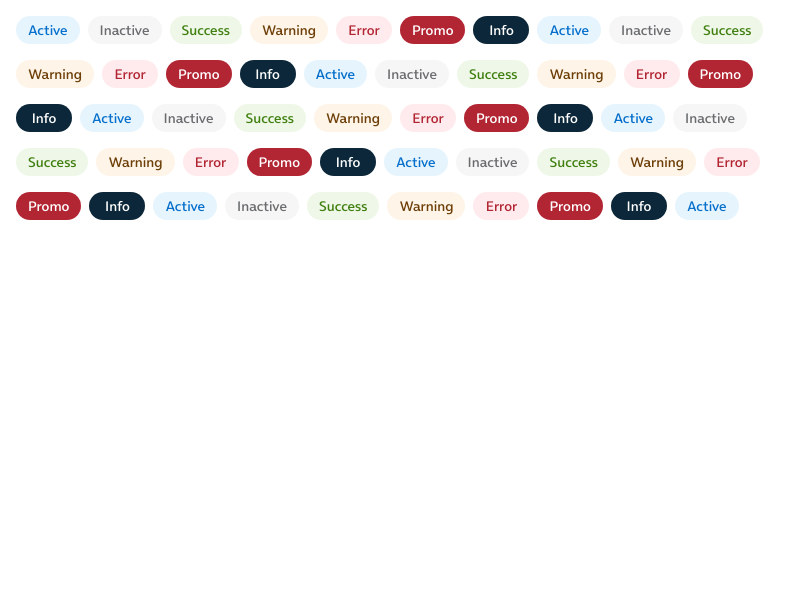 Active Inactive Success Warning Error Promo Info Active Inactive Success
Warning Error Promo Info Active Inactive Success Warning Error Promo
Info Active Inactive Success Warning Error Promo Info Active Inactive
Success Warning Error Promo Info Active Inactive Success Warning Error
Promo Info Active Inactive Success Warning Error Promo Info Active